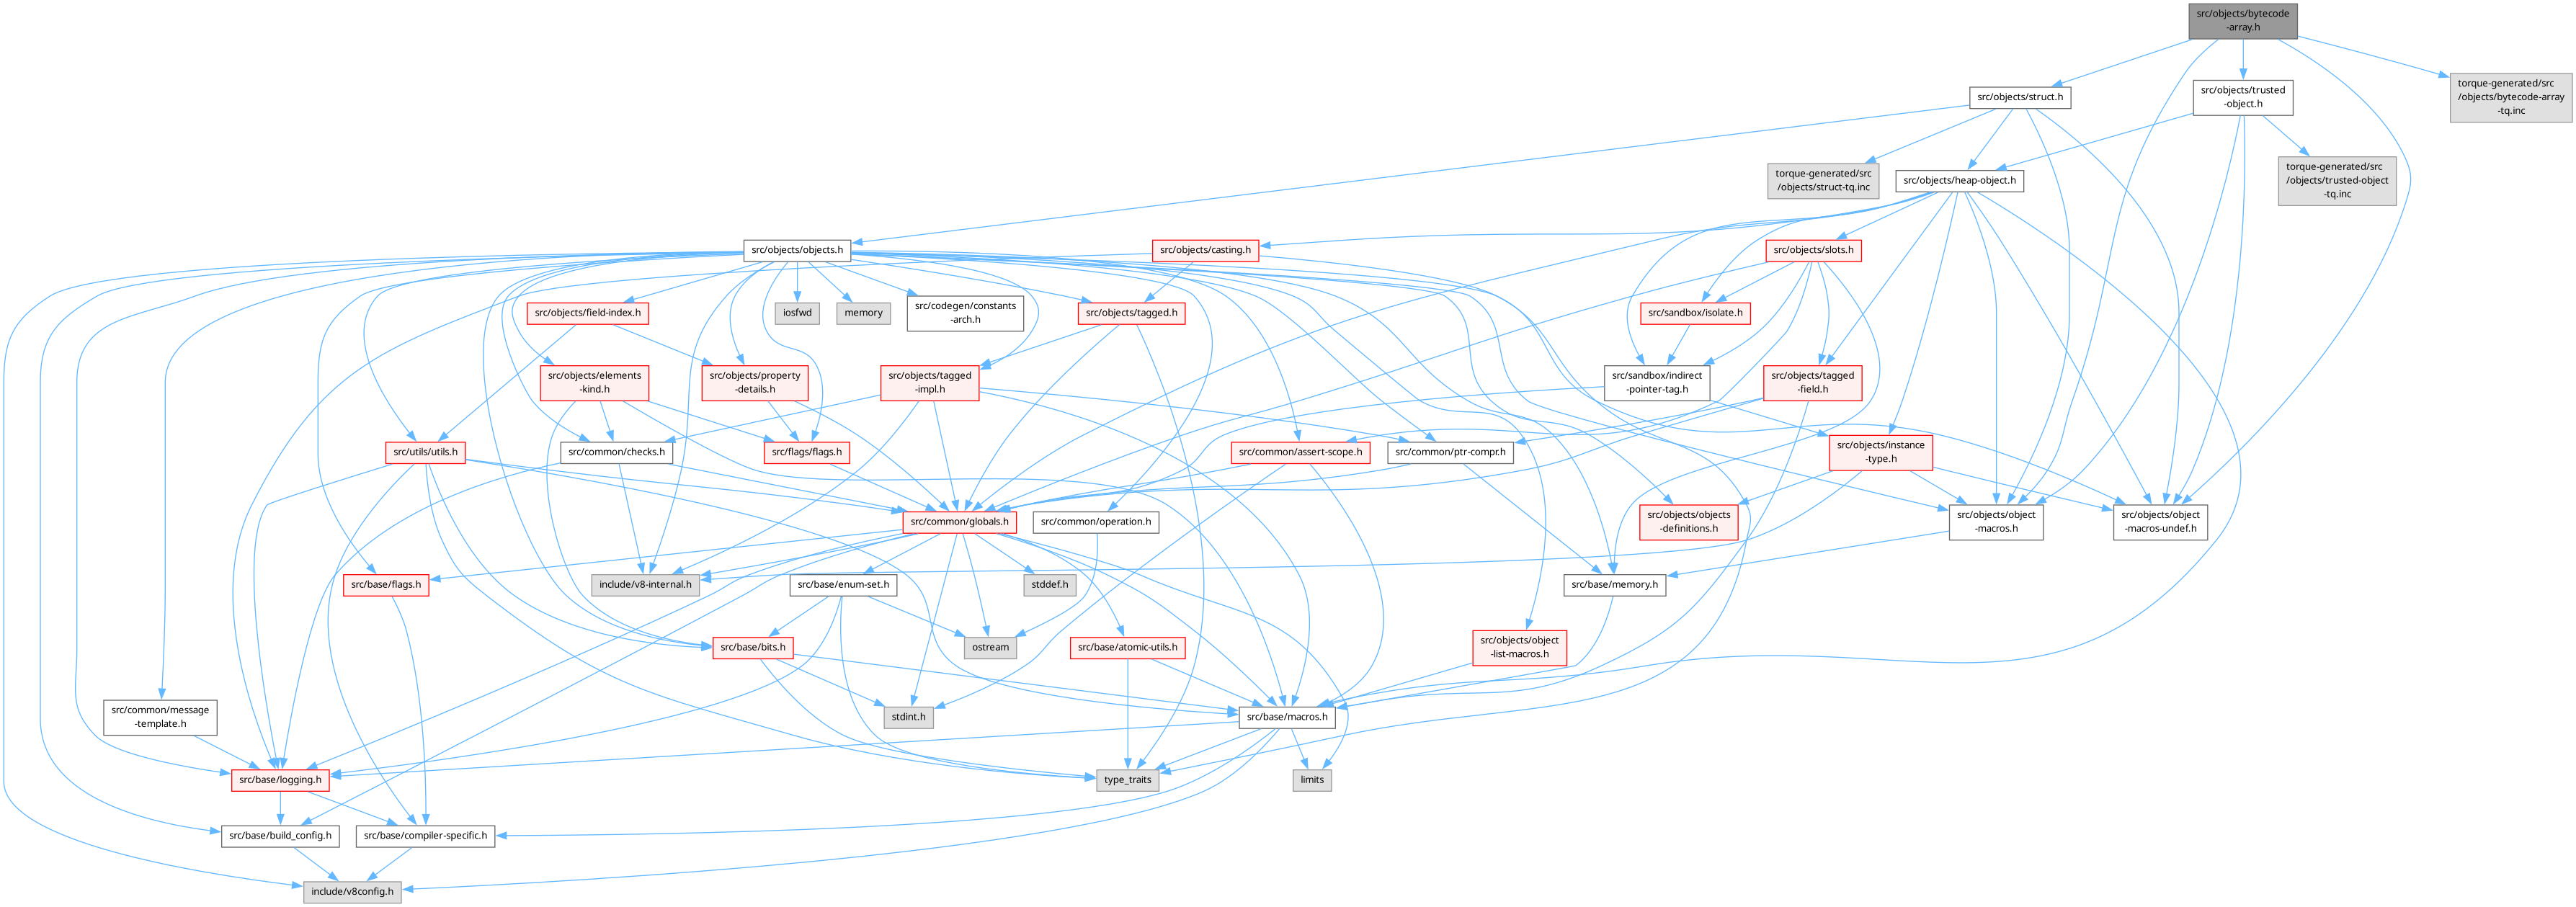 src/objects/bytecode
-array.h
src/objects/struct.h
src/objects/trusted
-object.h
torque-generated/src
/objects/bytecode-array
-tq.inc
torque-generated/src
/objects/struct-tq.inc
src/objects/heap-object.h
torque-generated/src
/objects/trusted-object
-tq.inc
src/objects/objects.h
src/objects/casting.h
src/objects/slots.h
src/objects/field-index.h
iosfwd
memory
src/codegen/constants
-arch.h
src/objects/tagged.h
src/sandbox/isolate.h
src/objects/elements
-kind.h
src/objects/property
-details.h
src/objects/tagged
-impl.h
src/sandbox/indirect
-pointer-tag.h
src/objects/tagged
-field.h
src/utils/utils.h
src/common/checks.h
src/flags/flags.h
src/common/assert-scope.h
src/common/ptr-compr.h
src/objects/instance
-type.h
src/common/globals.h
src/common/operation.h
src/objects/objects
-definitions.h
src/objects/object
-macros.h
src/objects/object
-macros-undef.h
src/base/flags.h
include/v8-internal.h
src/base/enum-set.h
stddef.h
src/base/memory.h
src/base/bits.h
ostream
src/base/atomic-utils.h
src/objects/object
-list-macros.h
src/common/message
-template.h
stdint.h
src/base/macros.h
src/base/logging.h
type_traits
limits
src/base/build_config.h
src/base/compiler-specific.h
include/v8config.h